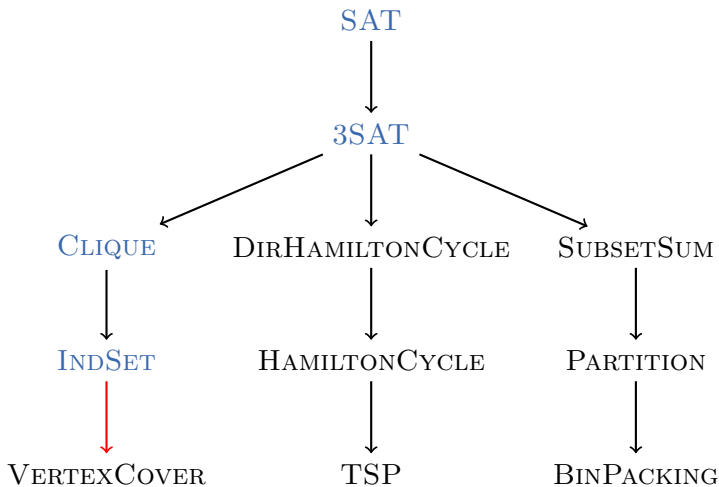 SAT
3SAT
CLIQUE DIRHAMILTONCYCLE SUBSETSUM
INDSET HAMILTONCYCLE PARTITION
VERTEXCOVER TSP BINPACKING